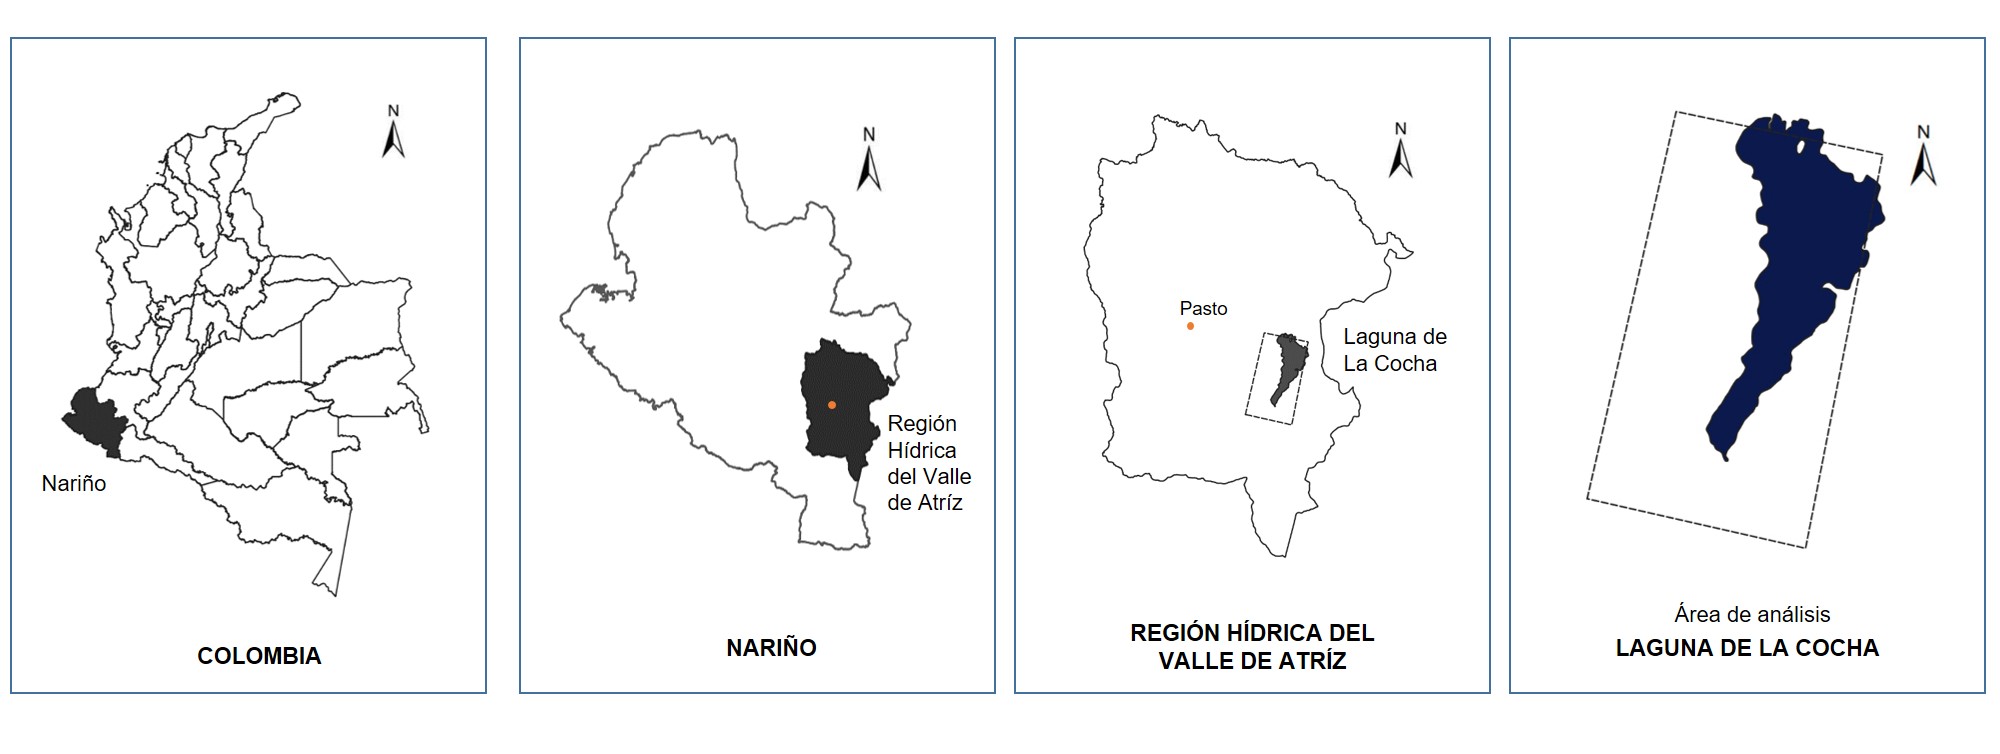 N
Nariño
COLOMBIA
N
Región
Hídrica
del Valle
de Atríz
NARIÑO
N
Pasto
Laguna de
La Cocha
REGIÓN HÍDRICA DEL
VALLE DE ATRÍZ
N
Área de análisis
LAGUNA DE LA COCHA